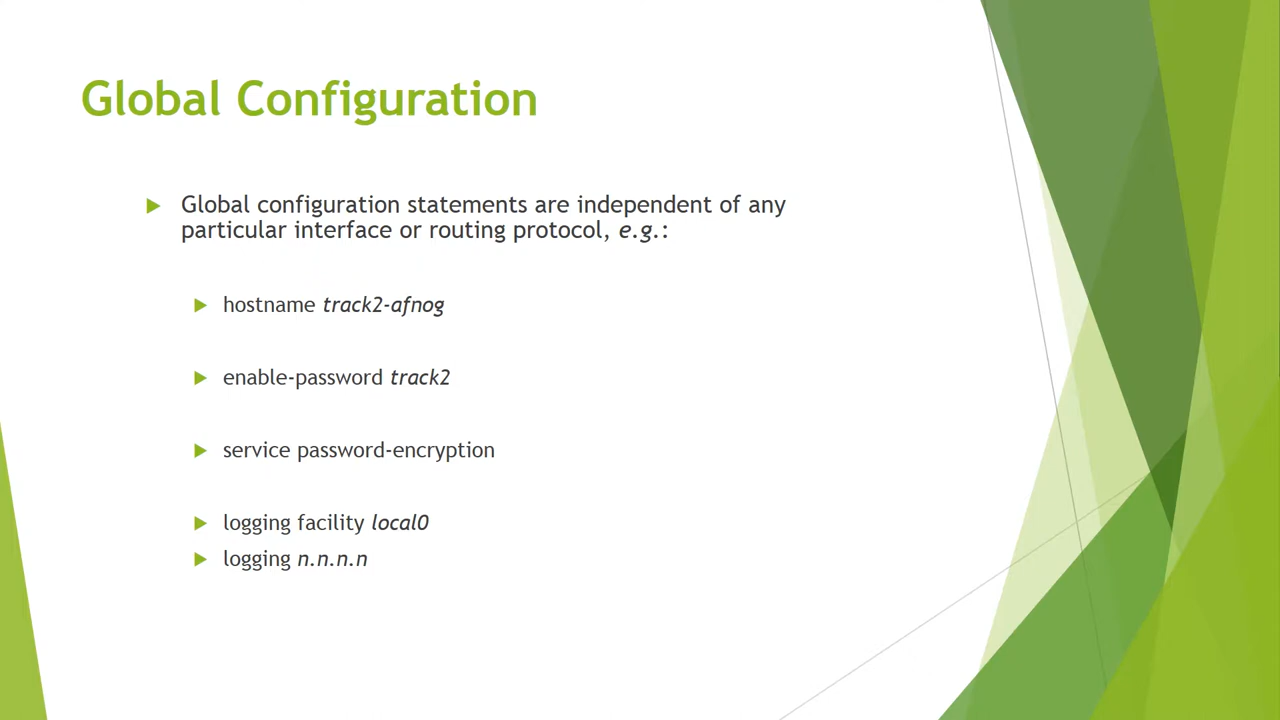 Global Configuration
Global configuration statements are independent of any
particular interface or routing protocol, e.g.:
hostname track2-afnog
enable-password track2
service password-encryption
logging facility local0
logging n.n.n.n